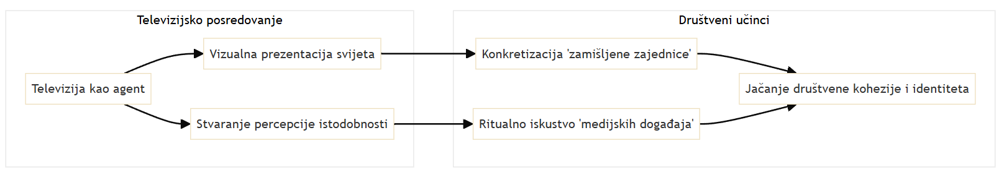 Televizijsko posredovanje
Televizija kao agent
Vizualna prezentacija svijeta
Stvaranje percepcije istodobnosti
Društveni učinci
Konkretizacija 'zamišljene zajednice'
Ritualno iskustvo 'medijskih događaja'
Jačanje društvene kohezije i identiteta